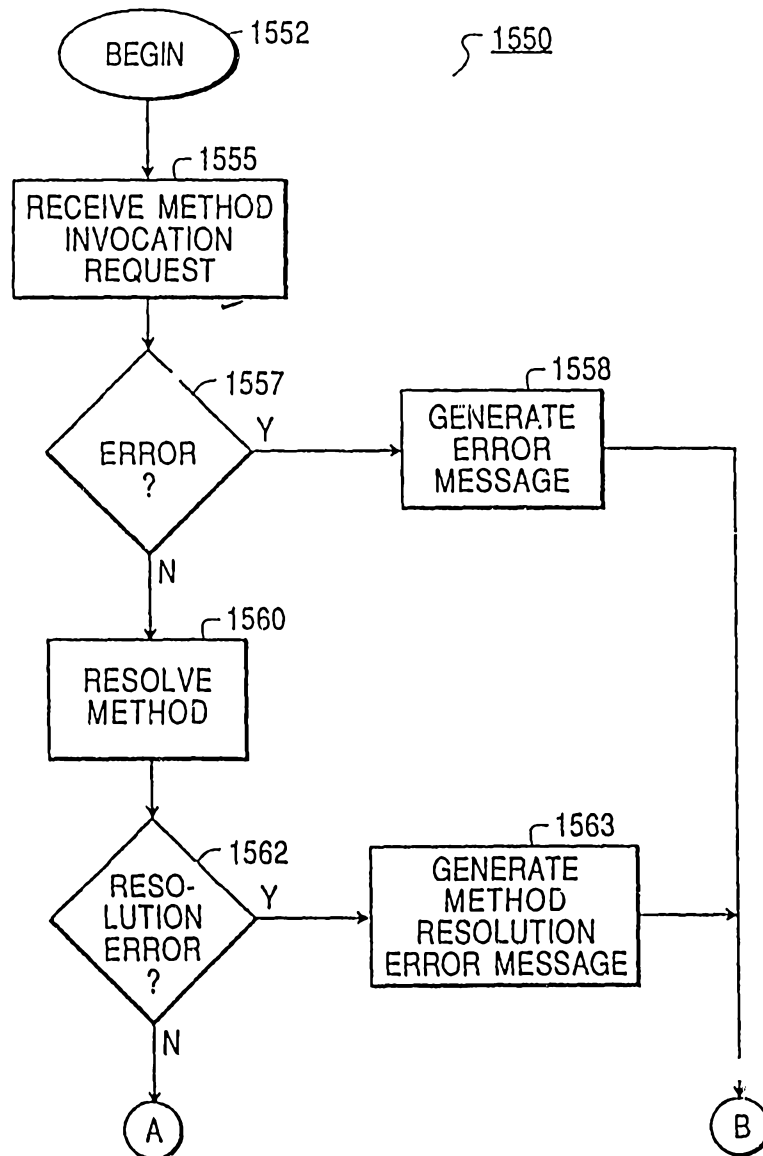 BEGIN
1552
1550
1555
RECEIVE METHOD
INVOCATION
REQUEST
1557
ERROR
?
Y
N
1558
GENERATE
ERROR
MESSAGE
1560
RESOLVE
METHOD
1562
RESO-
LUTION
ERROR
?
Y
N
1563
GENERATE
METHOD
RESOLUTION
ERROR MESSAGE
A
B